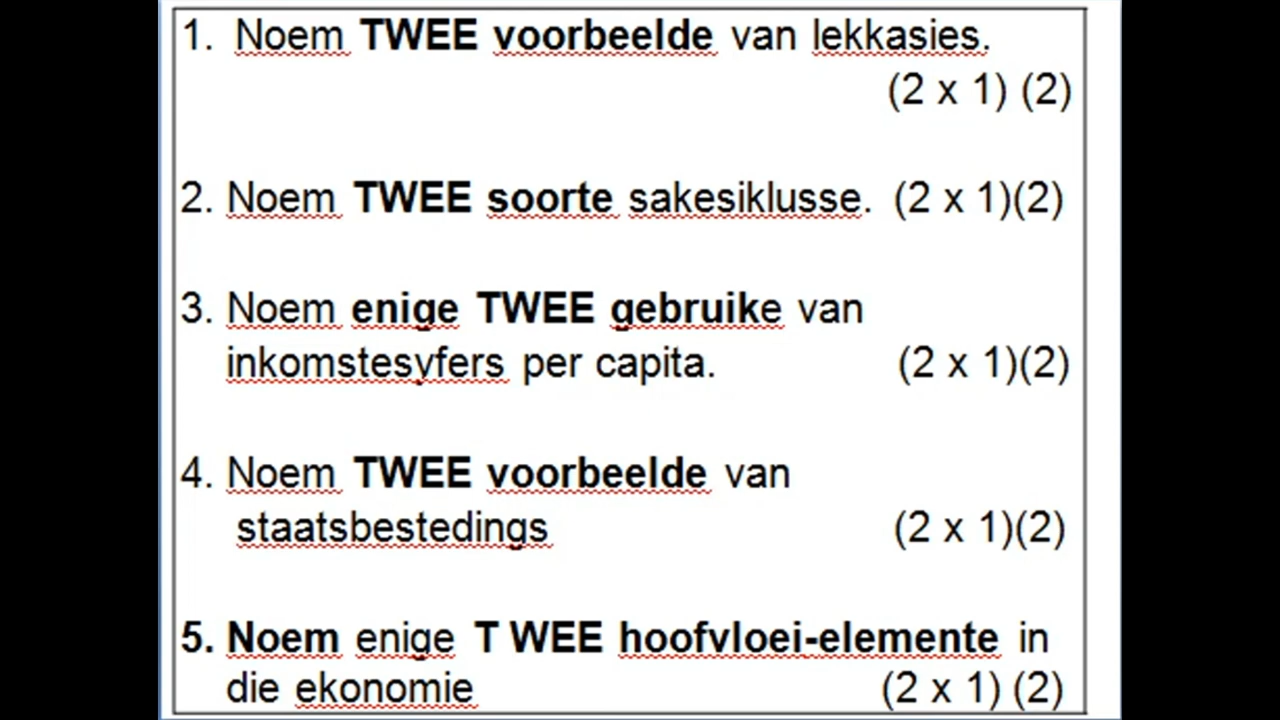 1. Noem TWEE voorbeelde van lekkasies.
(2 x 1) (2)
2. Noem TWEE soorte sakesiklusse. (2 x 1)(2)
3. Noem enige TWEE gebruike van
inkomstesyfers per capita. (2 x 1)(2)
4. Noem TWEE voorbeelde van
staatsbestedings (2 x 1)(2)
5. Noem enige T WEE hoofvloei-elemente in
die ekonomie (2 x 1) (2)